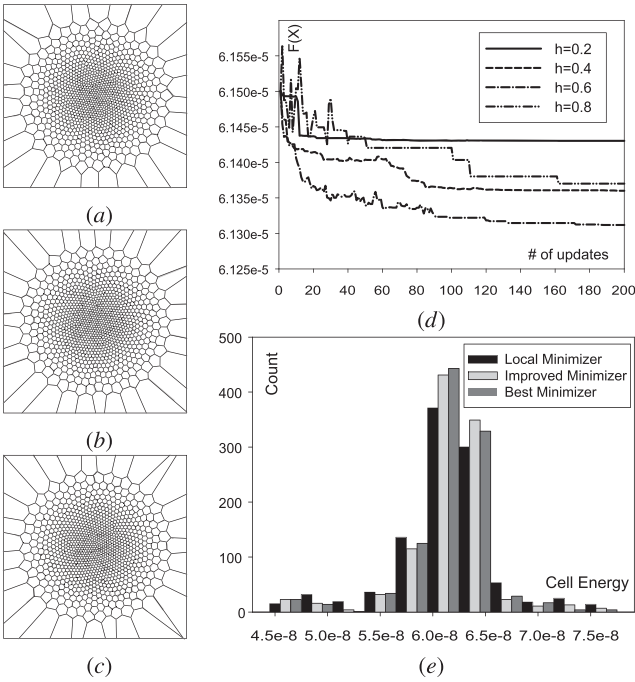 (a)
(b)
(c)
F(X)
6.155e-5
6.150e-5
6.145e-5
6.140e-5
6.135e-5
6.130e-5
6.125e-5
h=0.2
h=0.4
h=0.6
h=0.8
# of updates
0 20 40 60 80 100 120 140 160 180 200
(d)
Count
500
400
300
200
100
0
Local Minimizer
Improved Minimizer
Best Minimizer
Cell Energy
4.5e-8 5.0e-8 5.5e-8 6.0e-8 6.5e-8 7.0e-8 7.5e-8
(e)